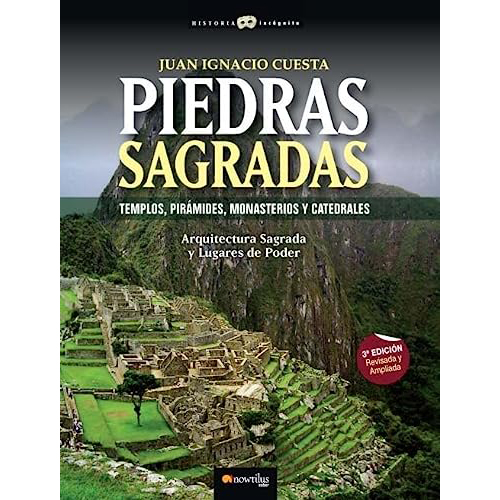 HISTORIA incógnita
JUAN IGNACIO CUESTA
PIEDRAS
SAGRADAS
TEMPLOS, PIRÁMIDES, MONASTERIOS Y CATEDRALES
Arquitectura Sagrada
y Lugares de Poder
3ª EDICIÓN
Revisada y
Ampliada
nowtilus
saber